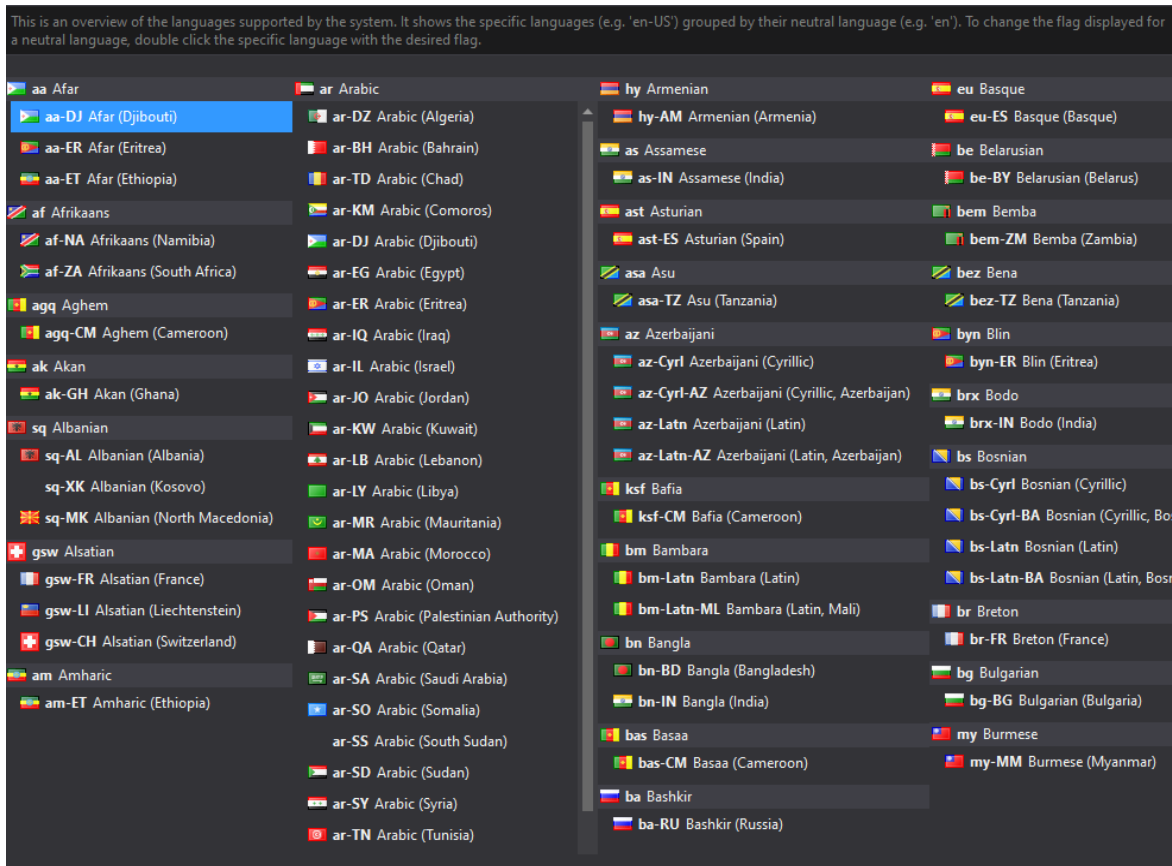 This is an overview of the languages supported by the system. It shows the specific languages (e.g. 'en-US') grouped by their neutral language (e.g. 'en'). To change the flag displayed for
a neutral language, double click the specific language with the desired flag.
aa Afar
aa-DJ Afar (Djibouti)
aa-ER Afar (Eritrea)
aa-ET Afar (Ethiopia)
af Afrikaans
af-NA Afrikaans (Namibia)
af-ZA Afrikaans (South Africa)
agq Aghem
agq-CM Aghem (Cameroon)
ak Akan
ak-GH Akan (Ghana)
sq Albanian
sq-AL Albanian (Albania)
sq-XK Albanian (Kosovo)
sq-MK Albanian (North Macedonia)
gsw Alsatian
gsw-FR Alsatian (France)
gsw-LI Alsatian (Liechtenstein)
gsw-CH Alsatian (Switzerland)
am Amharic
am-ET Amharic (Ethiopia)
ar Arabic
ar-DZ Arabic (Algeria)
ar-BH Arabic (Bahrain)
ar-TD Arabic (Chad)
ar-KM Arabic (Comoros)
ar-DJ Arabic (Djibouti)
ar-EG Arabic (Egypt)
ar-ER Arabic (Eritrea)
ar-IQ Arabic (Iraq)
ar-IL Arabic (Israel)
ar-JO Arabic (Jordan)
ar-KW Arabic (Kuwait)
ar-LB Arabic (Lebanon)
ar-LY Arabic (Libya)
ar-MR Arabic (Mauritania)
ar-MA Arabic (Morocco)
ar-OM Arabic (Oman)
ar-PS Arabic (Palestinian Authority)
ar-QA Arabic (Qatar)
ar-SA Arabic (Saudi Arabia)
ar-SO Arabic (Somalia)
ar-SS Arabic (South Sudan)
ar-SD Arabic (Sudan)
ar-SY Arabic (Syria)
ar-TN Arabic (Tunisia)
hy Armenian
hy-AM Armenian (Armenia)
as Assamese
as-IN Assamese (India)
ast Asturian
ast-ES Asturian (Spain)
asa Asu
asa-TZ Asu (Tanzania)
az Azerbaijani
az-Cyrl Azerbaijani (Cyrillic)
az-Cyrl-AZ Azerbaijani (Cyrillic, Azerbaijan)
az-Latn Azerbaijani (Latin)
az-Latn-AZ Azerbaijani (Latin, Azerbaijan)
ksf Bafia
ksf-CM Bafia (Cameroon)
bm Bambara
bm-Latn Bambara (Latin)
bm-Latn-ML Bambara (Latin, Mali)
bn Bangla
bn-BD Bangla (Bangladesh)
bn-IN Bangla (India)
bas Basaa
bas-CM Basaa (Cameroon)
ba Bashkir
ba-RU Bashkir (Russia)
eu Basque
eu-ES Basque (Basque)
be Belarusian
be-BY Belarusian (Belarus)
bem Bemba
bem-ZM Bemba (Zambia)
bez Bena
bez-TZ Bena (Tanzania)
byn Blin
byn-ER Blin (Eritrea)
brx Bodo
brx-IN Bodo (India)
bs Bosnian
bs-Cyrl Bosnian (Cyrillic)
bs-Cyrl-BA Bosnian (Cyrillic,
bs-Latn Bosnian (Latin)
bs-Latn-BA Bosnian (Latin,
br Breton
br-FR Breton (France)
bg Bulgarian
bg-BG Bulgarian (Bulgaria)
my Burmese
my-MM Burmese (Myanmar)